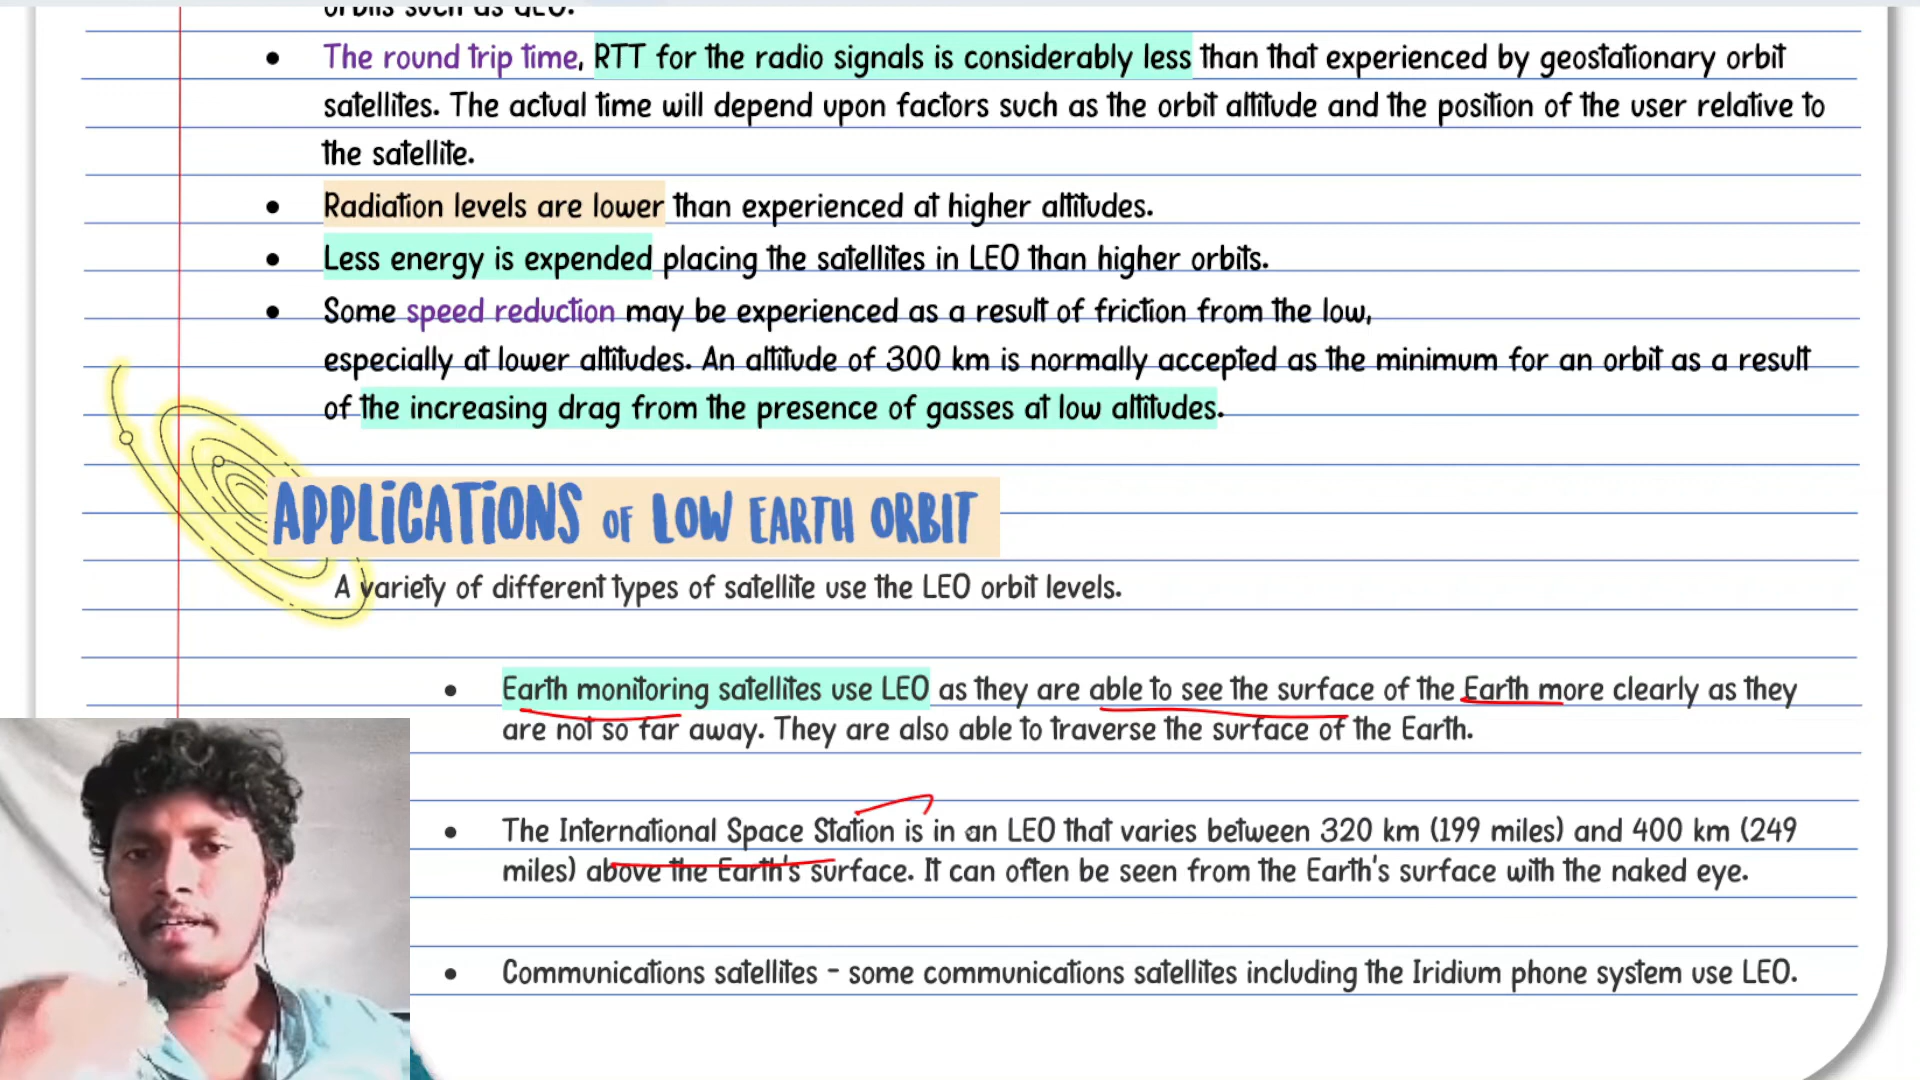 orbits such as GEO.
The round trip time, RTT for the radio signals is considerably less than that experienced by geostationary orbit
satellites. The actual time will depend upon factors such as the orbit altitude and the position of the user relative to
the satellite.
Radiation levels are lower than experienced at higher altitudes.
Less energy is expended placing the satellites in LEO than higher orbits.
Some speed reduction may be experienced as a result of friction from the low,
especially at lower altitudes. An altitude of 300 km is normally accepted as the minimum for an orbit as a result
of the increasing drag from the presence of gasses at low altitudes.
APPLiCATiONS OF LOW EARTH ORBIT
A variety of different types of satellite use the LEO orbit levels.
Earth monitoring satellites use LEO as they are able to see the surface of the Earth more clearly as they
are not so far away. They are also able to traverse the surface of the Earth.
The International Space Station is in an LEO that varies between 320 km (199 miles) and 400 km (249
miles) above the Earth's surface. It can often be seen from the Earth's surface with the naked eye.
Communications satellites - some communications satellites including the Iridium phone system use LEO.